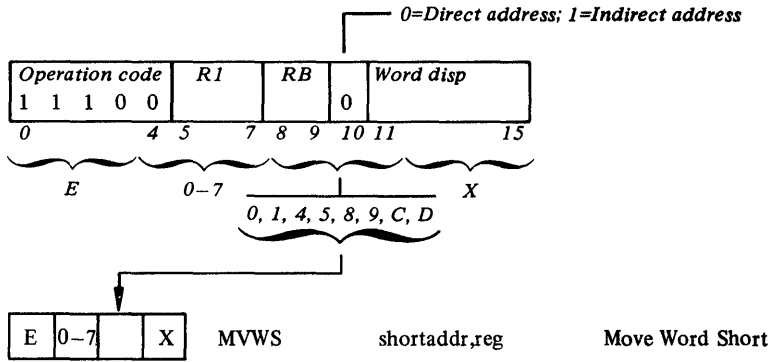 0=Direct address; 1=Indirect address
Operation code R1 RB Word disp
1 1 1 0 0 0
0 4 5 7 8 9 10 11 15
E 0–7 X
0, 1, 4, 5, 8, 9, C, D
E 0–7 X MVWS shortaddr,reg Move Word Short